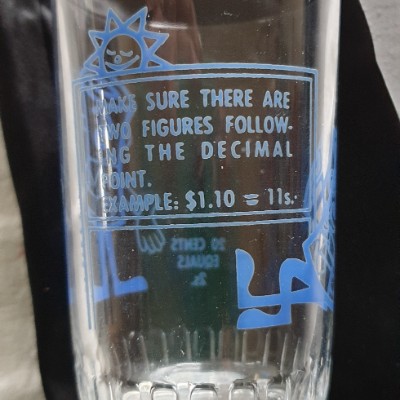 MAKE SURE THERE ARE
TWO FIGURES FOLLOW-
ING THE DECIMAL
POINT.
EXAMPLE: $1.10 = 11s.
20 CENTS
EQUALS
2s.